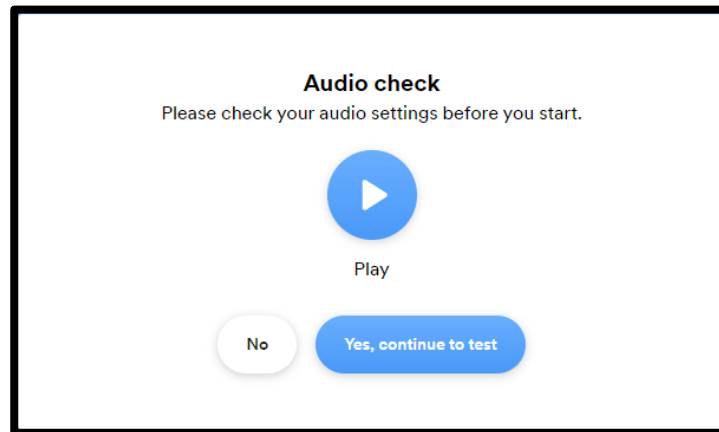 Audio check
Please check your audio settings before you start.
Play
No
Yes, continue to test